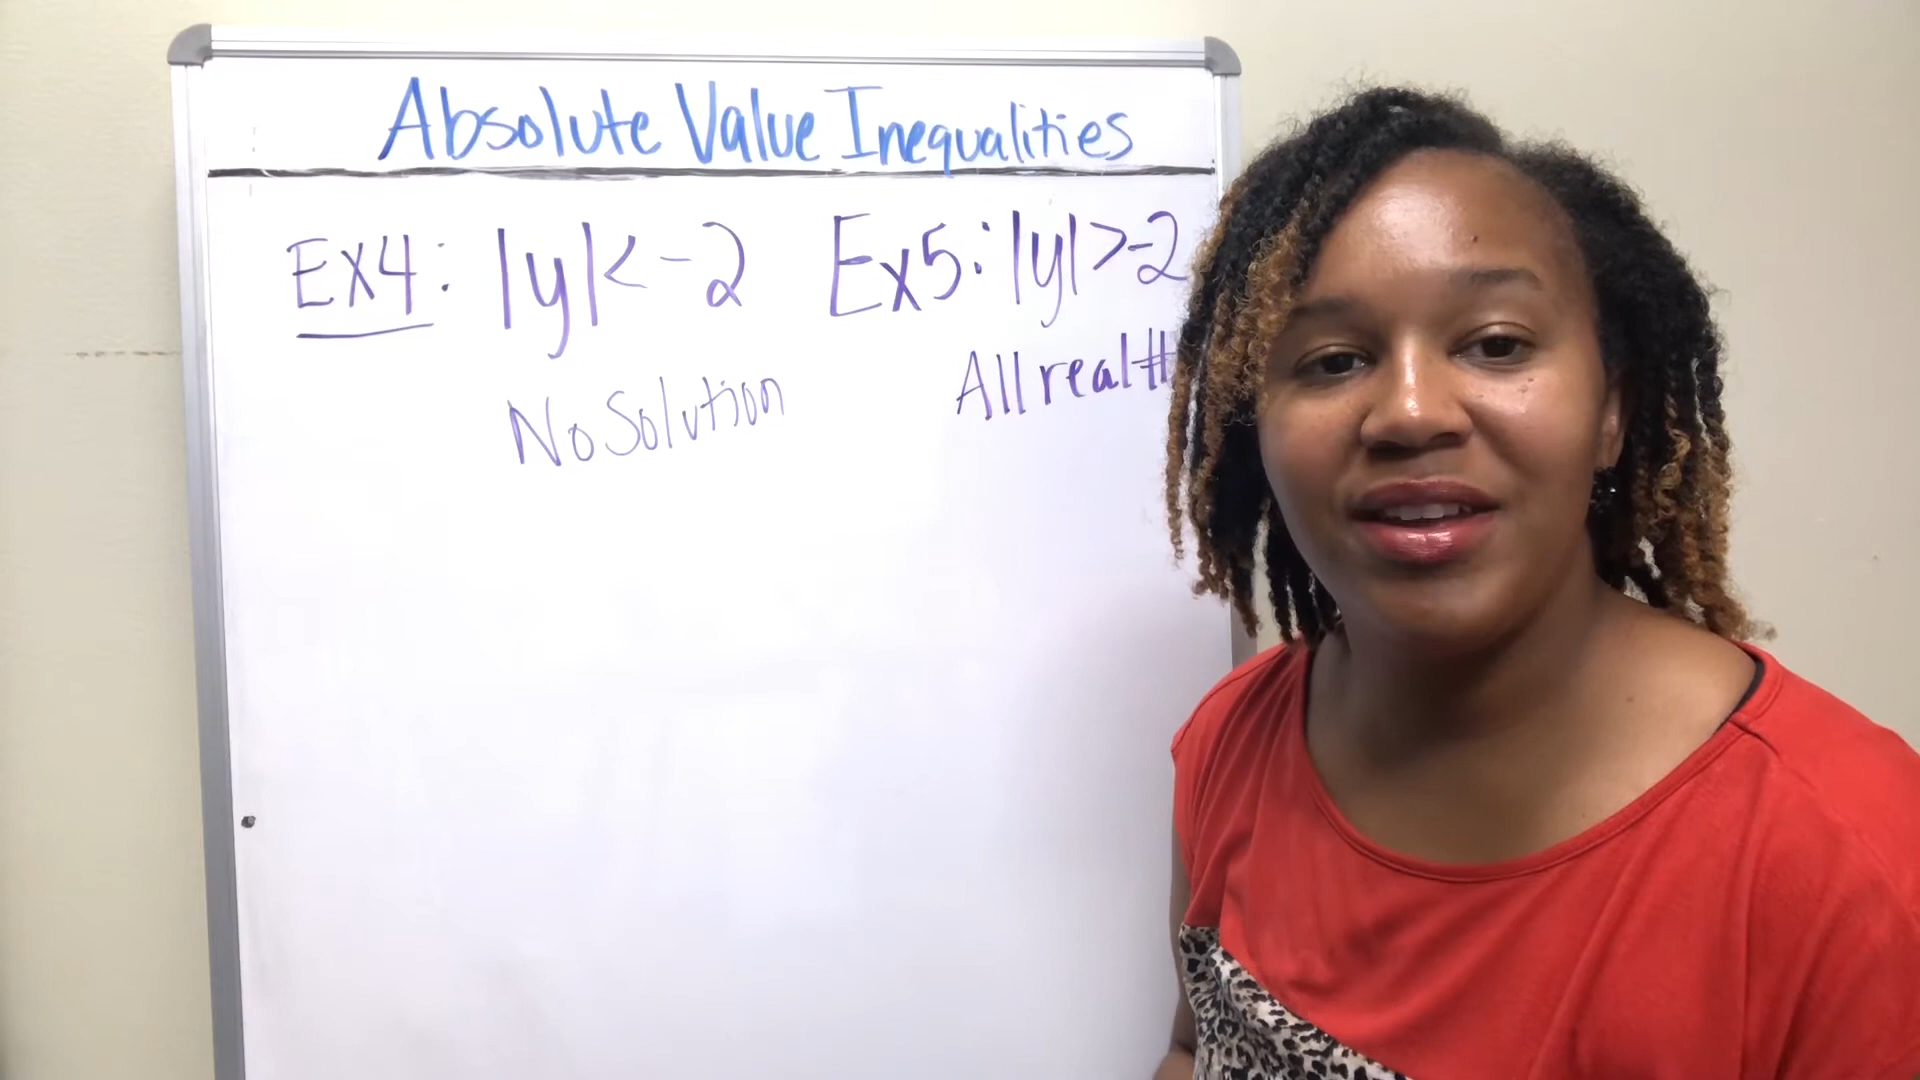 Absolute Value Inequalities
Ex4: |y|< -2 Ex5: |y|>-2
No Solution
All real #